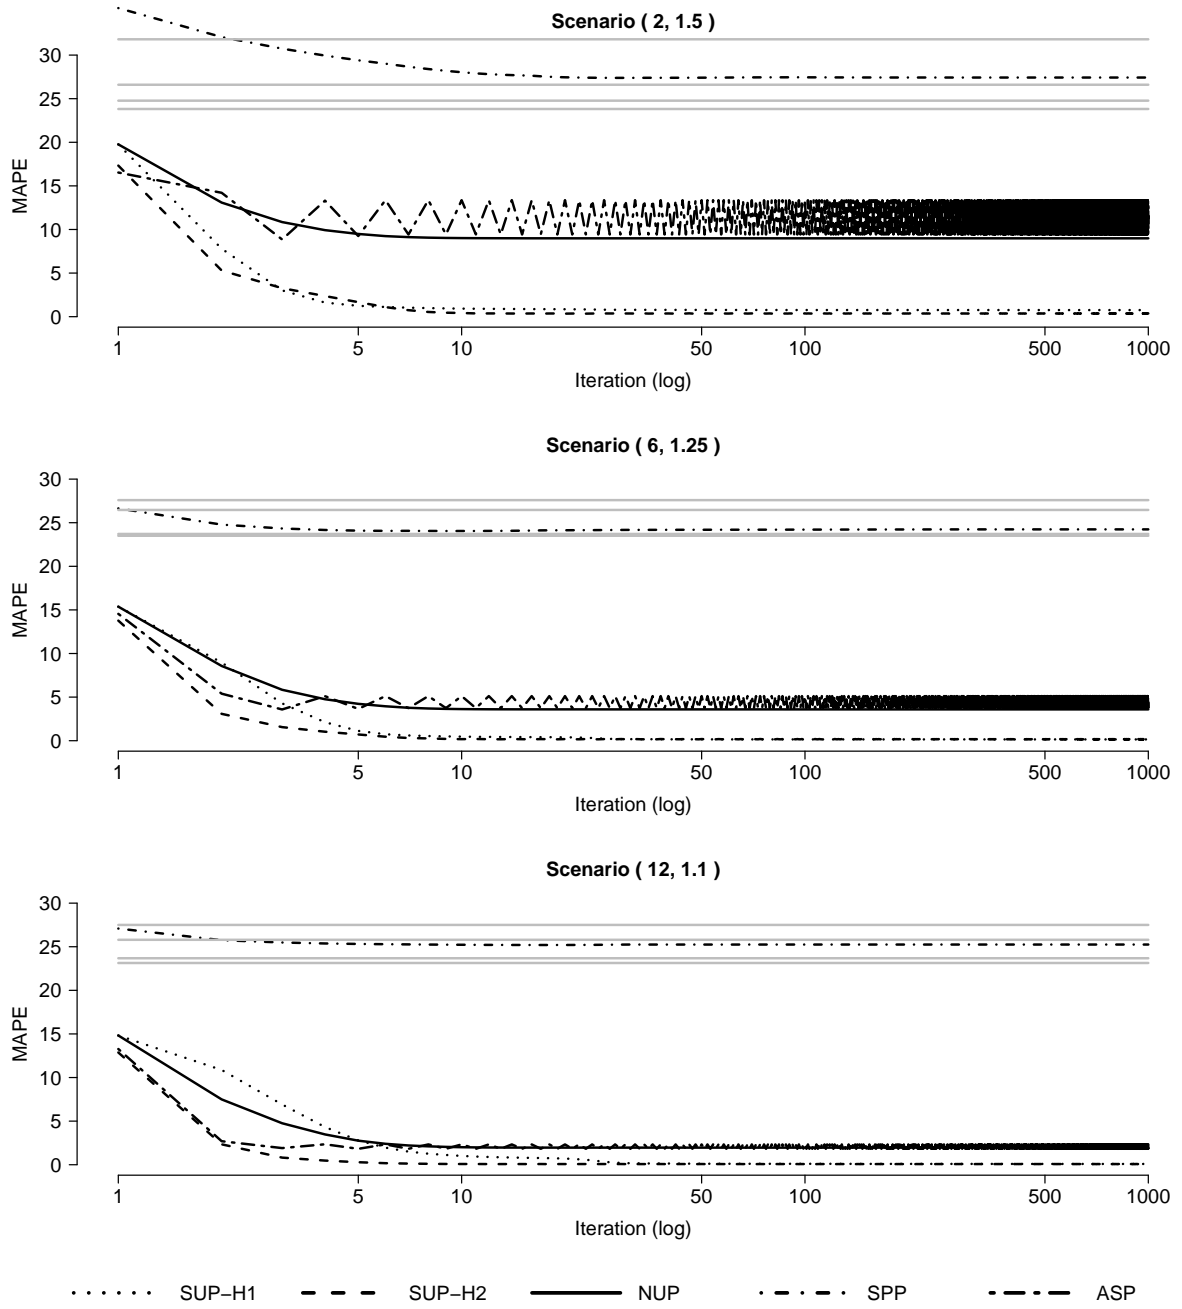 Scenario ( 2, 1.5 )
30
25
20
15
10
5
0
MAPE
1 5 10 50 100 500 1000
Iteration (log)
Scenario ( 6, 1.25 )
30
25
20
15
10
5
0
MAPE
1 5 10 50 100 500 1000
Iteration (log)
Scenario ( 12, 1.1 )
30
25
20
15
10
5
0
MAPE
1 5 10 50 100 500 1000
Iteration (log)
SUP−H1 SUP−H2 NUP SPP ASP